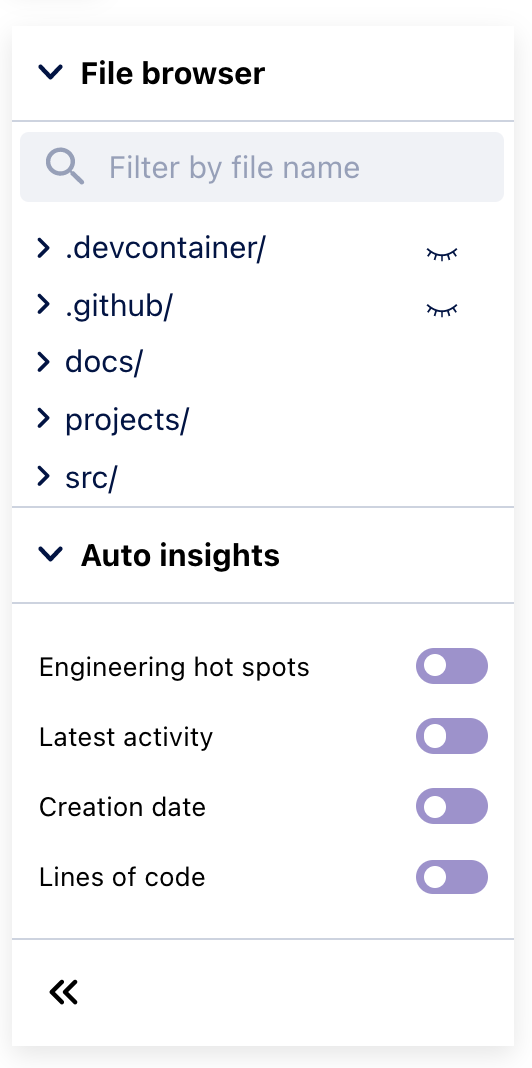 File browser
Filter by file name
.devcontainer/
.github/
docs/
projects/
src/
Auto insights
Engineering hot spots
Latest activity
Creation date
Lines of code